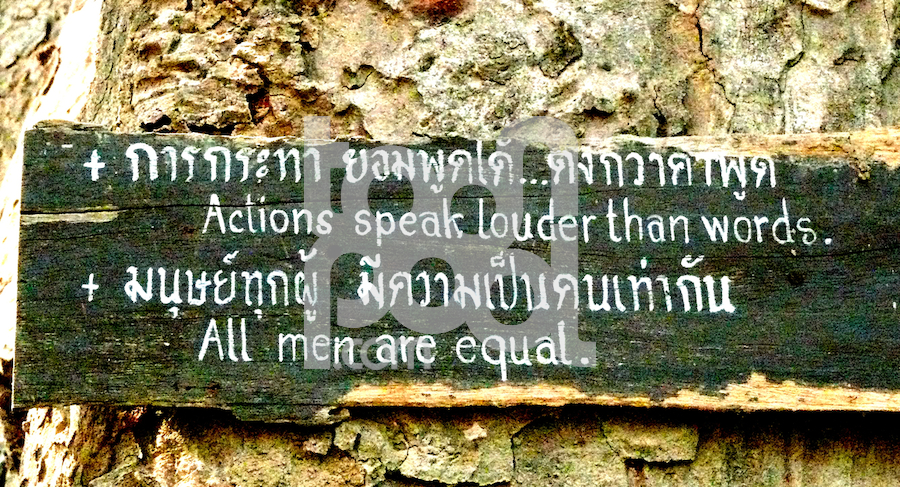 + การกระทำ ยอมพูดได้...ดังกว่าคำพูด
Actions speak louder than words.
+ มนุษย์ทุกผู้ มีความเป็นคนเท่ากัน
All men are equal.